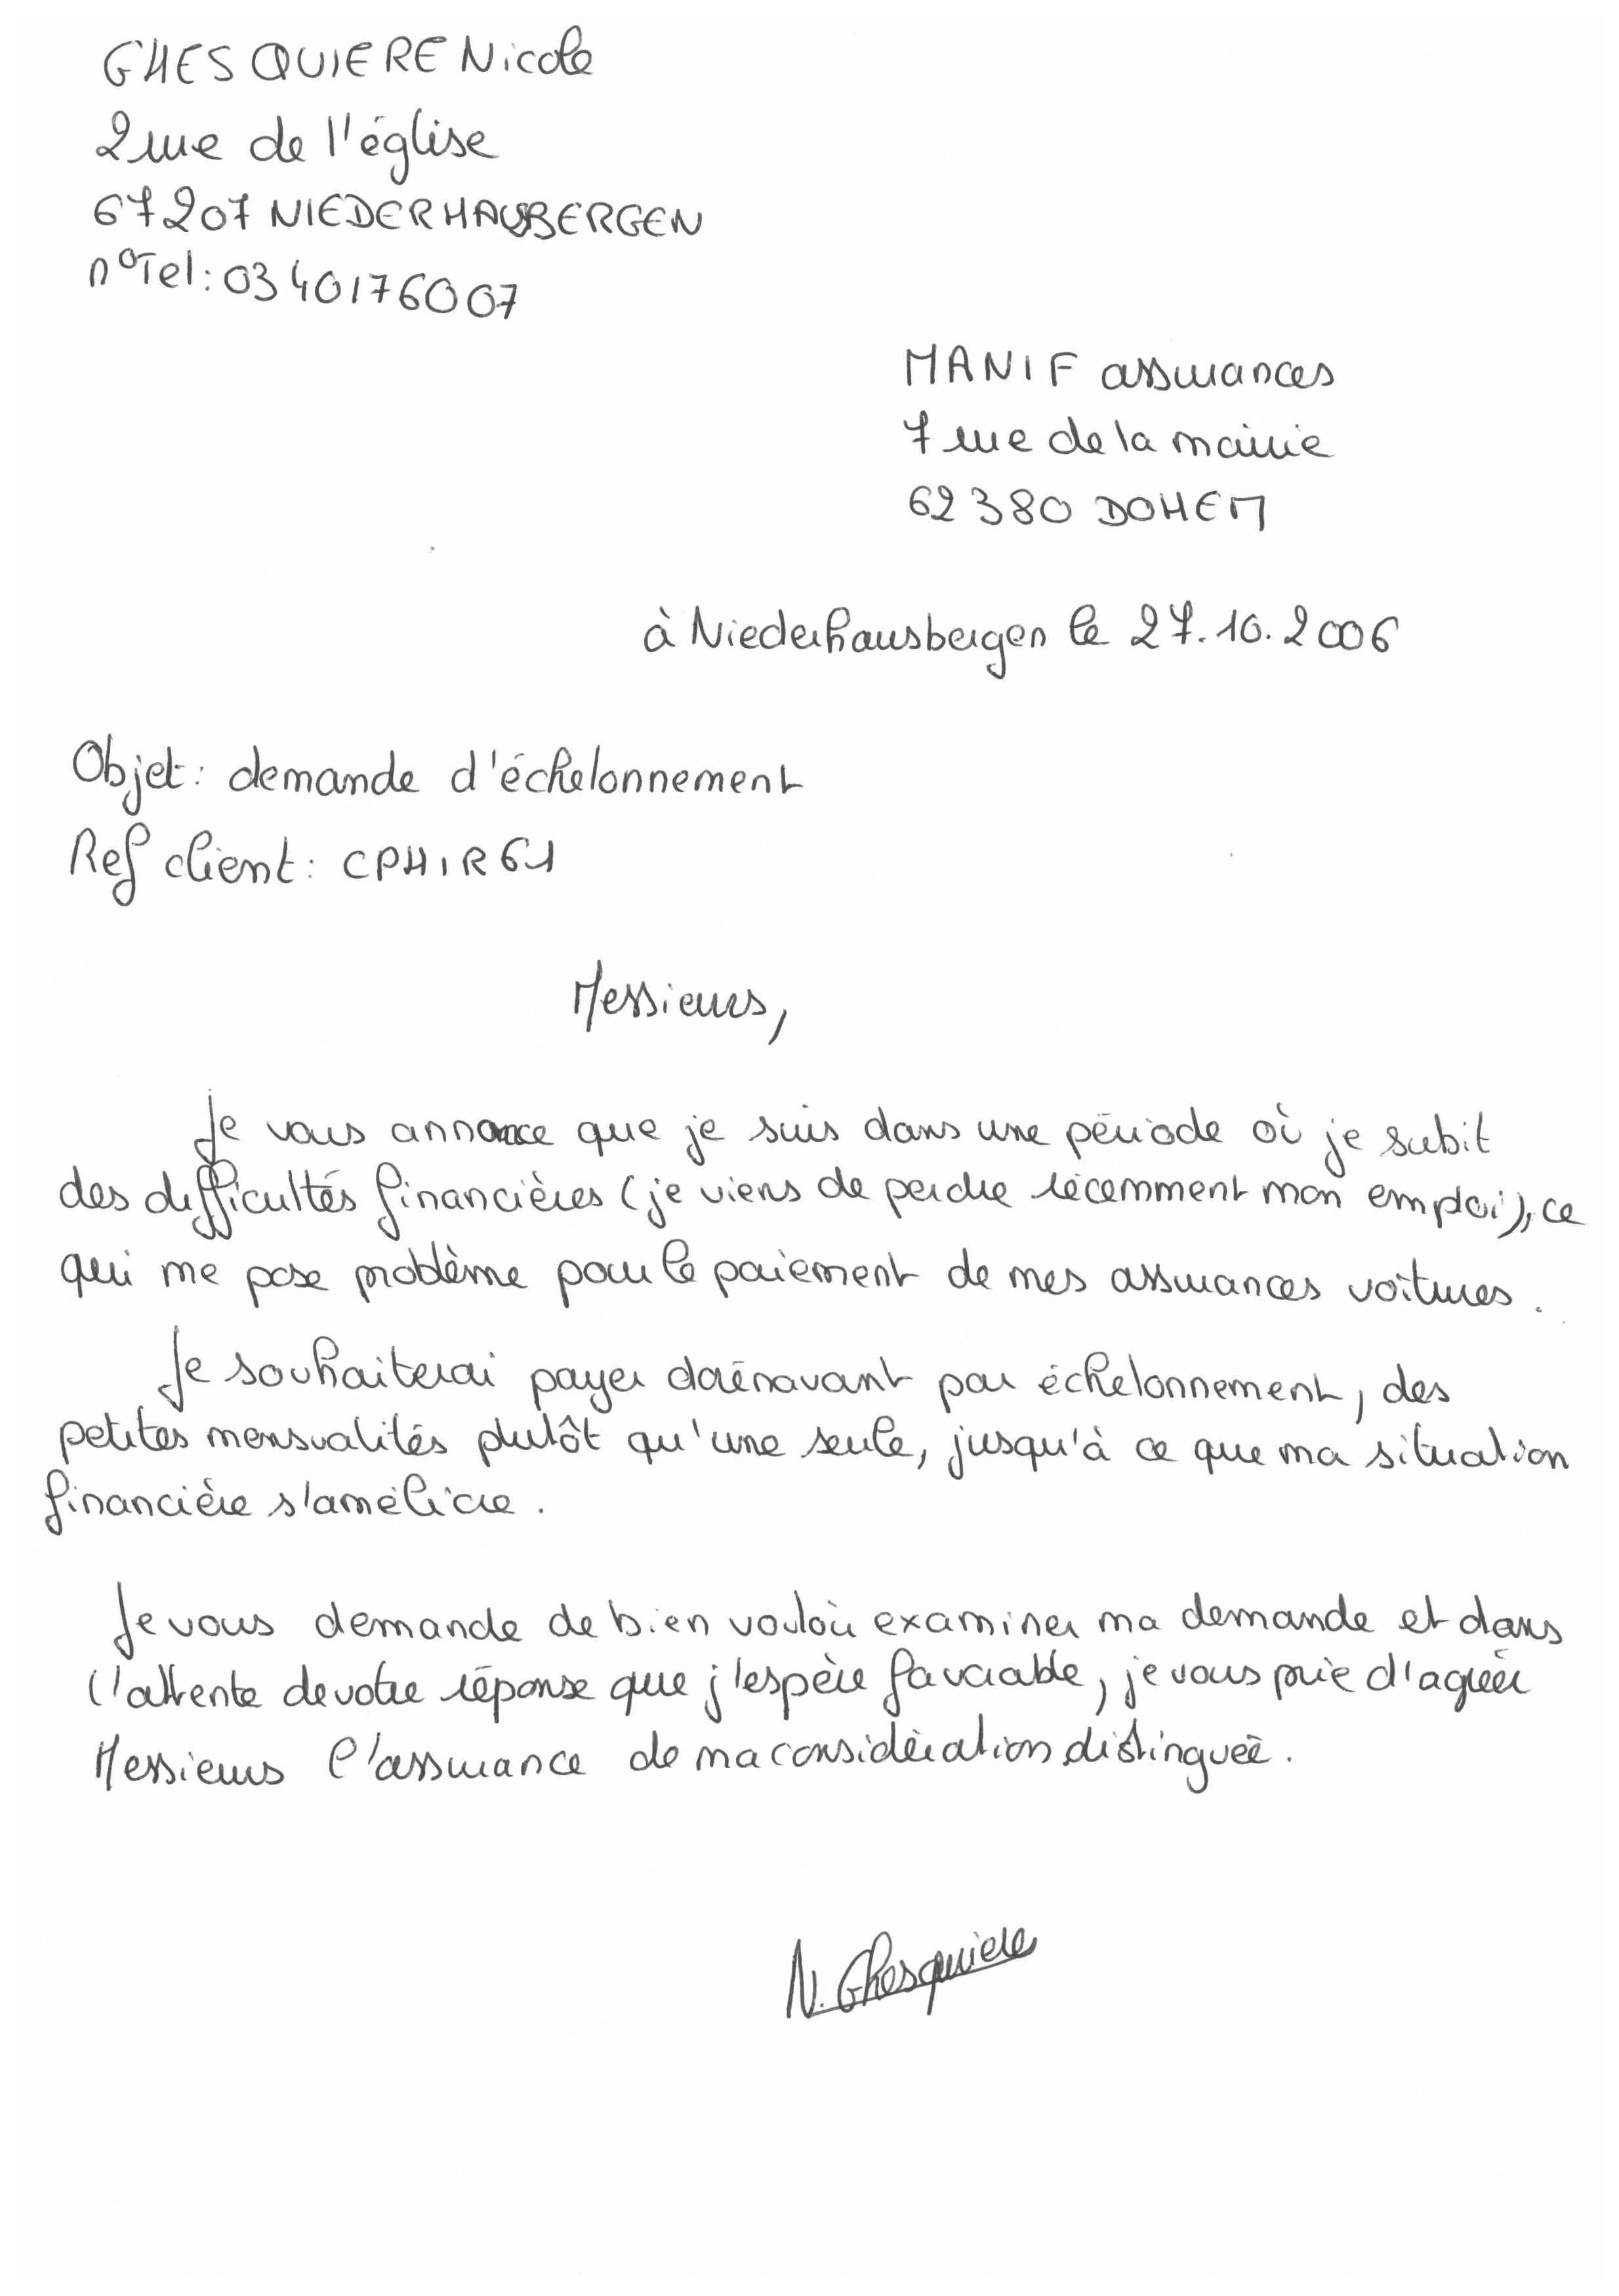 GHESQUIERE Nicole
2 rue de l'église
67207 NIEDERHAUSBERGEN
n° Tel : 03 40 17 60 07
MANIF assurances
7 rue de la mairie
62380 DOHEM
à Niederhausbergen le 27.10.2006
Objet : demande d'échelonnement
Ref client : CPHIR61
Messieurs,
Je vous annonce que je suis dans une période où je subit
des difficultés financières (je viens de perdre récemment mon emploi), ce
qui me pose problème pour le paiement de mes assurances voitures.
Je souhaiterai payer dorénavant par échelonnement, des
petites mensualités plutôt qu'une seule, jusqu'à ce que ma situation
financière s'améliore.
Je vous demande de bien vouloir examiner ma demande et dans
l'attente de votre réponse que j'espère favorable, je vous prie d'agréer
Messieurs l'assurance de ma considération distinguée.
N. Ghesquiere